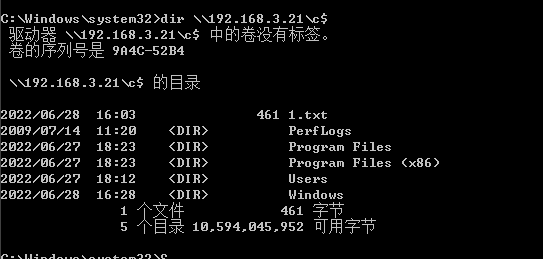 C:\Windows\system32>dir \\192.168.3.21\c$
驱动器 \\192.168.3.21\c$ 中的卷没有标签。
卷的序列号是 9A4C-52B4
\\192.168.3.21\c$ 的目录
2022/06/28  16:03               461 1.txt
2009/07/14  11:20    <DIR>          PerfLogs
2022/06/27  18:23    <DIR>          Program Files
2022/06/27  18:23    <DIR>          Program Files (x86)
2022/06/27  18:12    <DIR>          Users
2022/06/28  16:28    <DIR>          Windows
1 个文件            461 字节
5 个目录 10,594,045,952 可用字节
C:\Windows\system32>S